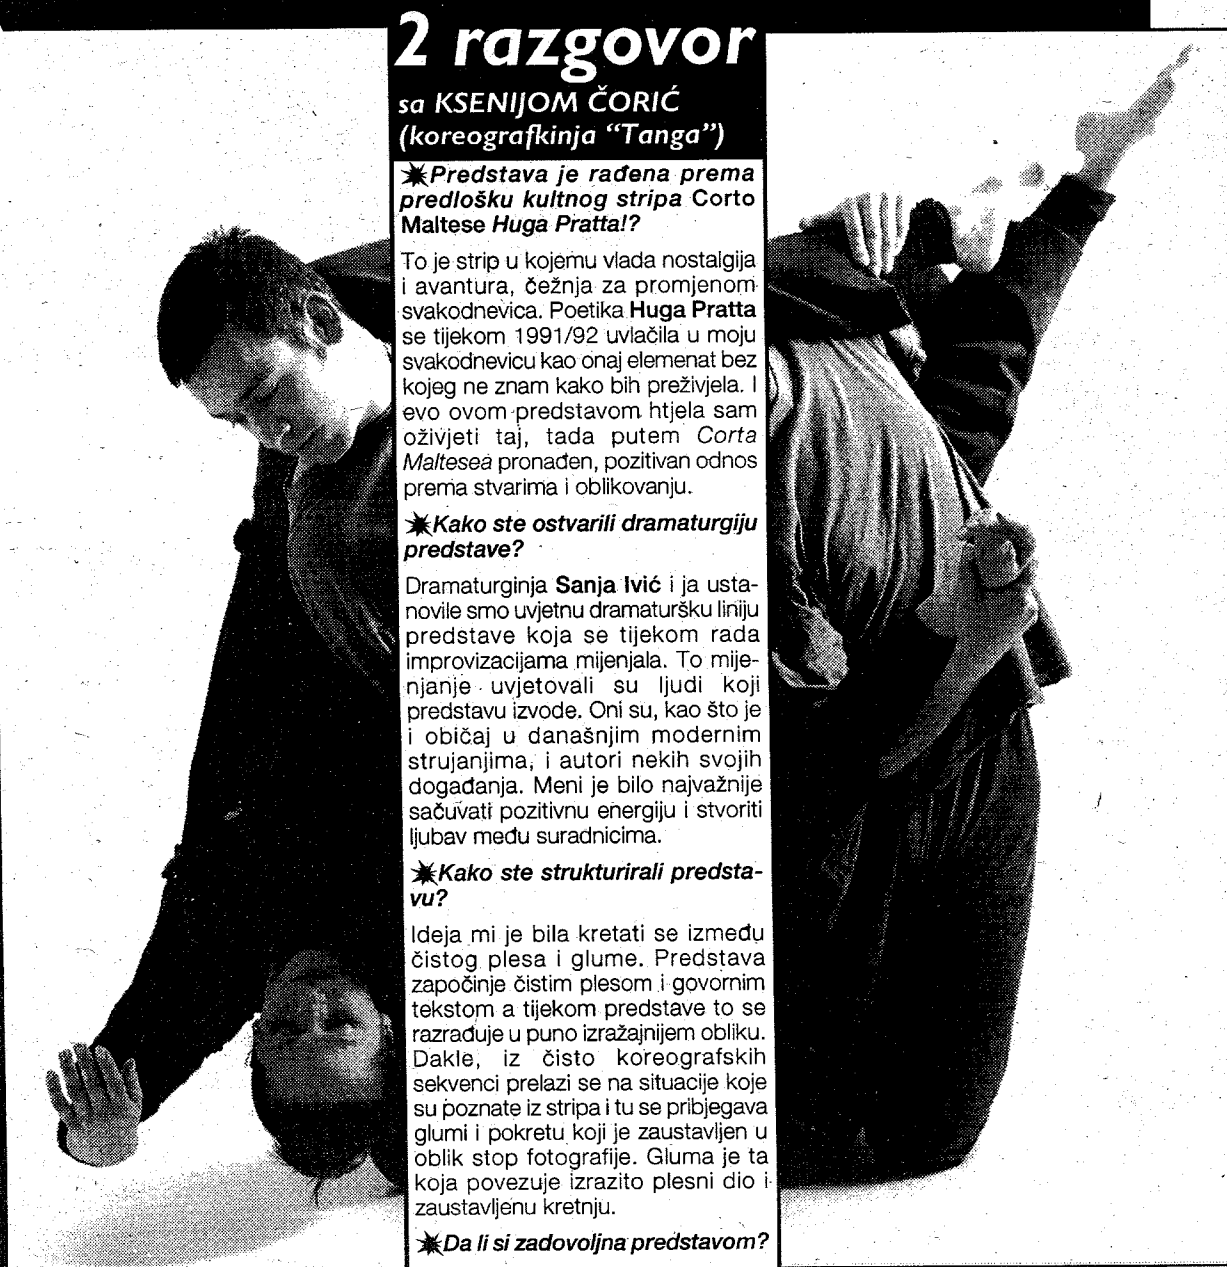 2 razgovor
sa KSENIJOM ČORIĆ
(koreografkinja “Tanga”)
Predstava je rađena prema
predlošku kultnog stripa Corto
Maltese Huga Pratta!?
To je strip u kojemu vlada nostalgija
i avantura, čežnja za promjenom
svakodnevica. Poetika Huga Pratta
se tijekom 1991/92 uvlačila u moju
svakodnevicu kao onaj elemenat bez
kojeg ne znam kako bih preživjela. I
evo ovom predstavom htjela sam
oživjeti taj, tada putem Corta
Maltesea pronađen, pozitivan odnos
prema stvarima i oblikovanju.
Kako ste ostvarili dramaturgiju
predstave?
Dramaturginja Sanja Ivić i ja usta-
novile smo uvjetnu dramaturšku liniju
predstave koja se tijekom rada
improvizacijama mijenjala. To mije-
njanje uvjetovali su ljudi koji
predstavu izvode. Oni su, kao što je
i običaj u današnjim modernim
strujanjima, i autori nekih svojih
događanja. Meni je bilo najvažnije
sačuvati pozitivnu energiju i stvoriti
ljubav među suradnicima.
Kako ste strukturirali predsta-
vu?
Ideja mi je bila kretati se između
čistog plesa i glume. Predstava
započinje čistim plesom i govornim
tekstom a tijekom predstave to se
razrađuje u puno izražajnijem obliku.
Dakle, iz čisto koreografskih
sekvenci prelazi se na situacije koje
su poznate iz stripa i tu se pribjegava
glumi i pokretu koji je zaustavljen u
oblik stop fotografije. Gluma je ta
koja povezuje izrazito plesni dio i
zaustavljenu kretnju.
Da li si zadovoljna predstavom?